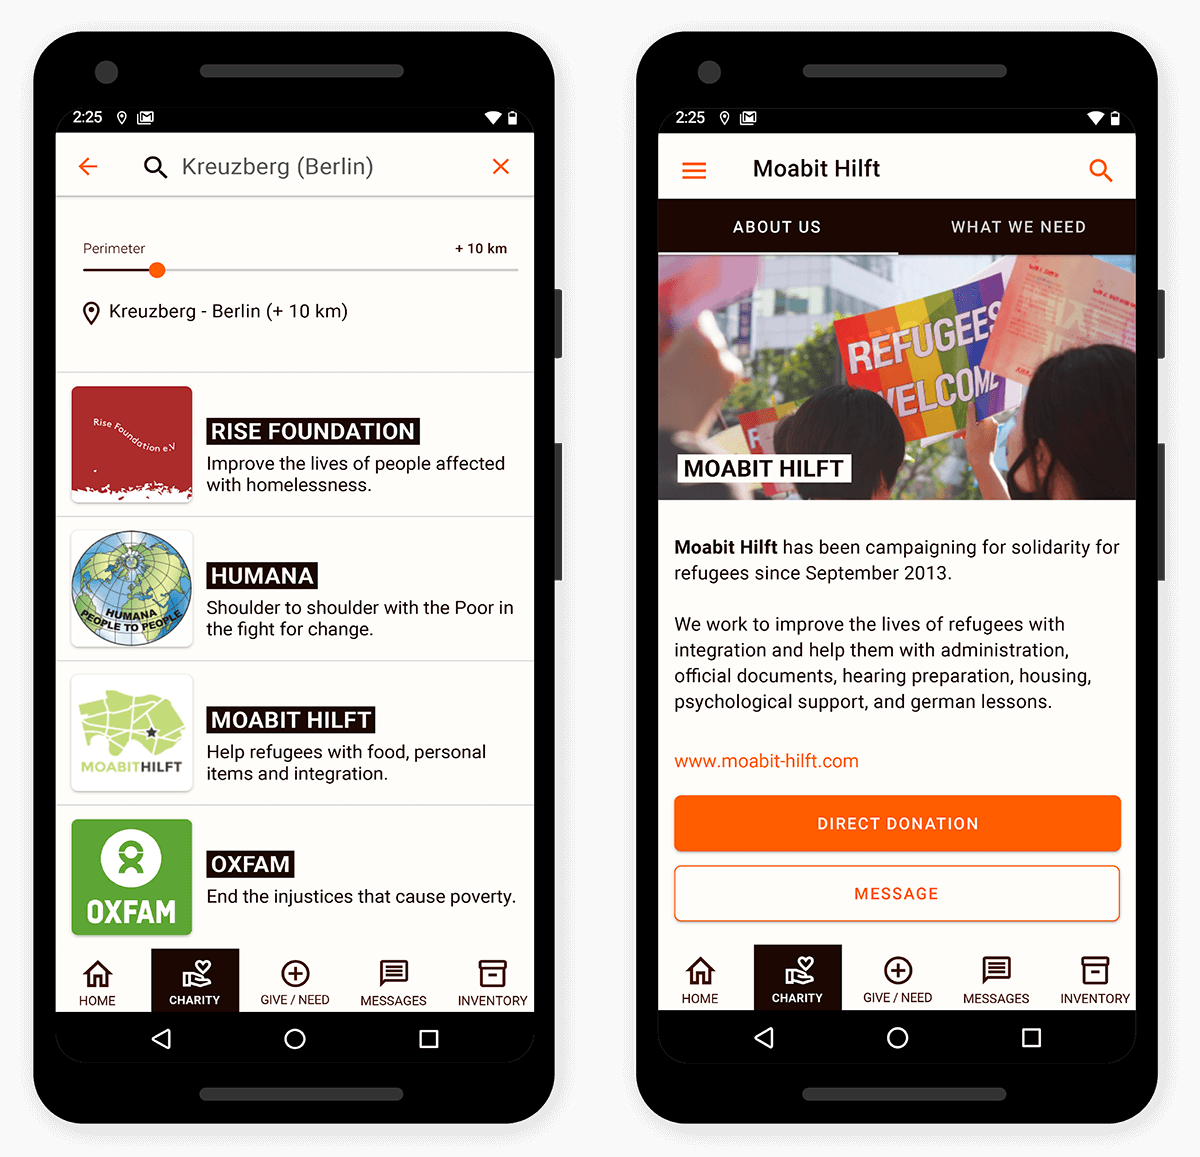 2:25
Kreuzberg (Berlin)
Perimeter
+ 10 km
Kreuzberg - Berlin (+ 10 km)
Rise Foundation e.V
RISE FOUNDATION
Improve the lives of people affected
with homelessness.
HUMANA
PEOPLE TO PEOPLE
HUMANA
Shoulder to shoulder with the Poor in
the fight for change.
MOABITHILFT
MOABIT HILFT
Help refugees with food, personal
items and integration.
OXFAM
OXFAM
End the injustices that cause poverty.
HOME
CHARITY
GIVE / NEED
MESSAGES
INVENTORY
2:25
Moabit Hilft
ABOUT US
WHAT WE NEED
REFUGEES
WELCOME
MOABIT HILFT
Moabit Hilft has been campaigning for solidarity for
refugees since September 2013.
We work to improve the lives of refugees with
integration and help them with administration,
official documents, hearing preparation, housing,
psychological support, and german lessons.
www.moabit-hilft.com
DIRECT DONATION
MESSAGE
HOME
CHARITY
GIVE / NEED
MESSAGES
INVENTORY